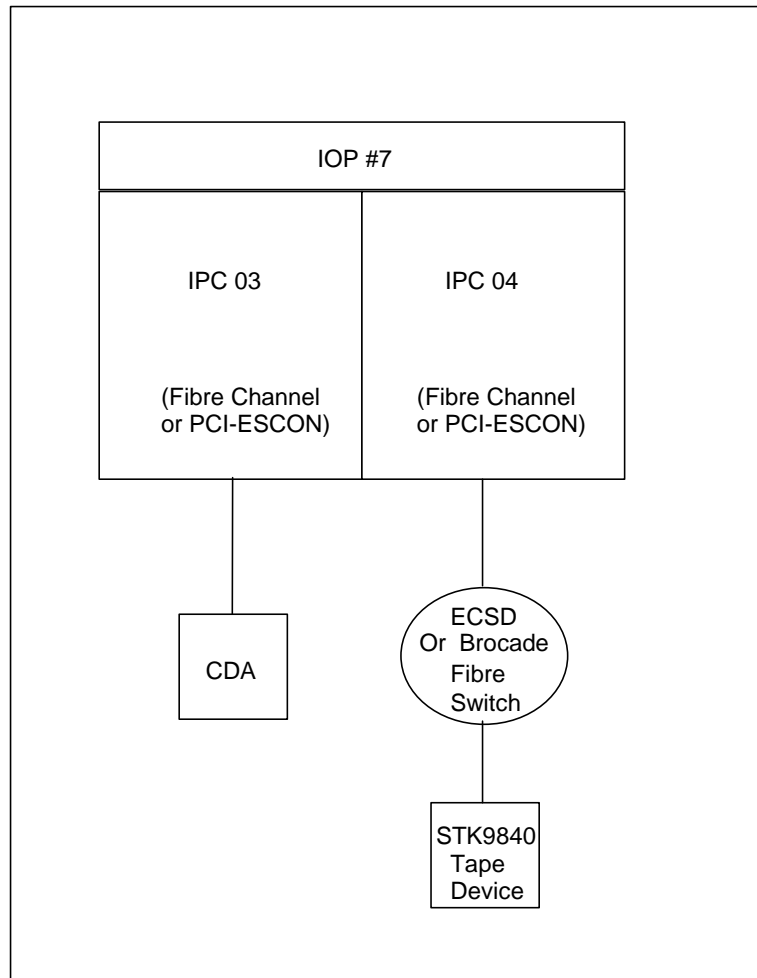 IOP #7
IPC 03
(Fibre Channel
or PCI-ESCON)
IPC 04
(Fibre Channel
or PCI-ESCON)
CDA
ECSD
Or Brocade
Fibre
Switch
STK9840
Tape
Device